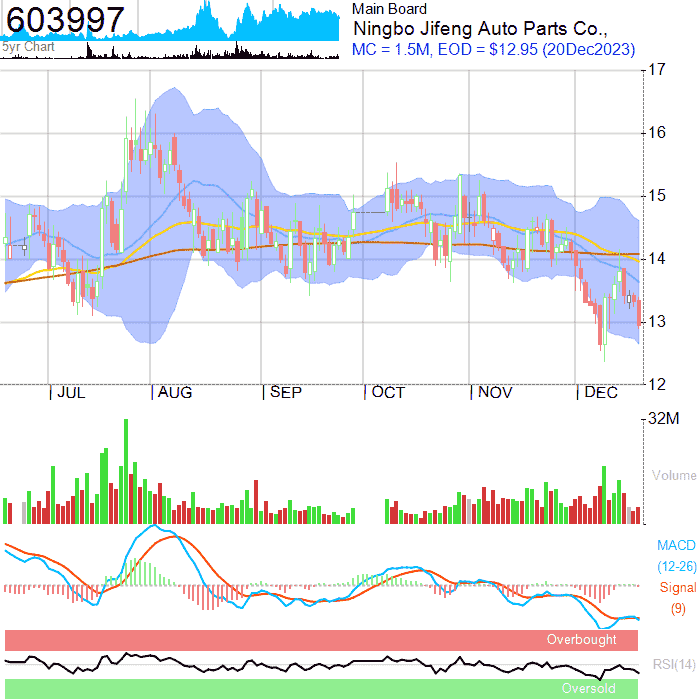 603997
5yr Chart
Main Board
Ningbo Jifeng Auto Parts Co.,
MC = 1.5M, EOD = $12.95 (20Dec2023)
17
16
15
14
13
12
JUL
AUG
SEP
OCT
NOV
DEC
32M
Volume
MACD
(12-26)
Signal
(9)
Overbought
RSI(14)
Oversold